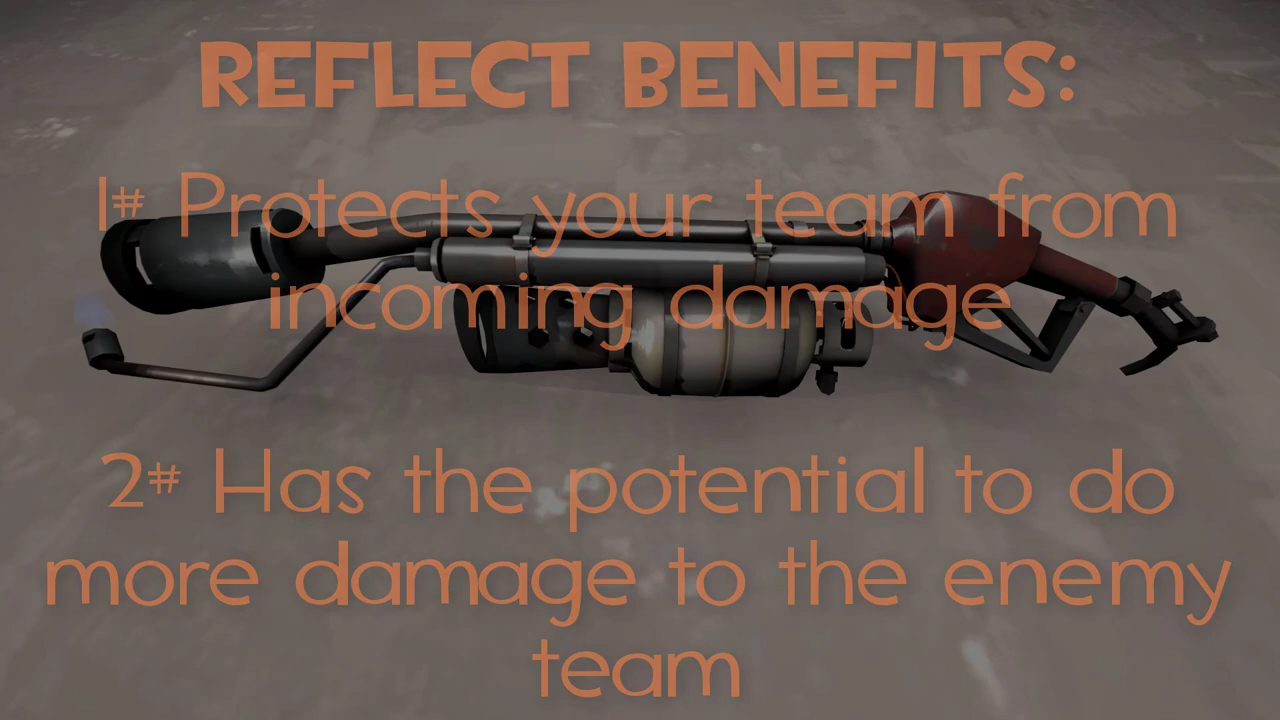 REFLECT BENEFITS:
1# Protects your team from
incoming damage
2# Has the potential to do
more damage to the enemy
team